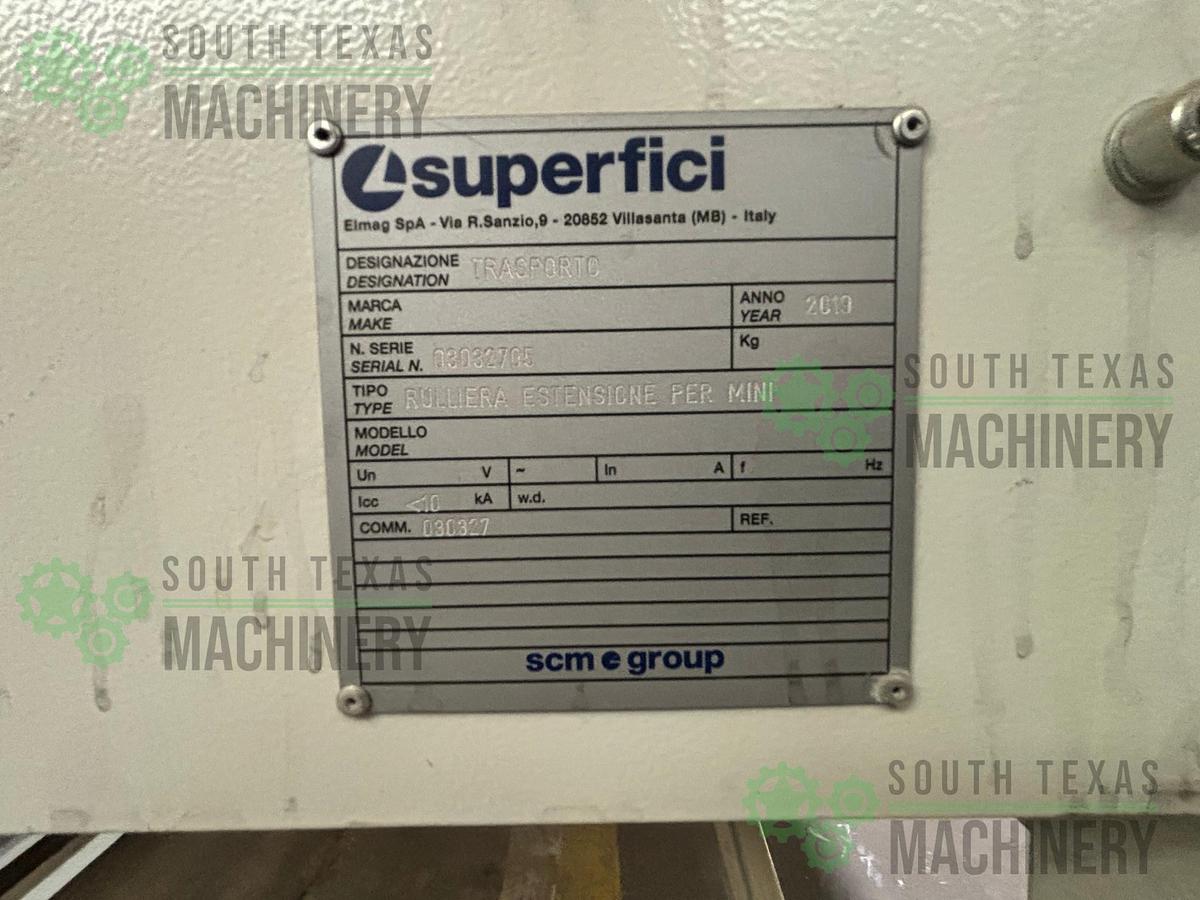 SOUTH TEXAS
MACHINERY
superfici
Elmag SpA - Via R.Sanzio,9 - 20852 Villasanta (MB) - Italy
DESIGNAZIONE TRASPORTO
DESIGNATION
MARCA
MAKE
ANNO 2019
YEAR
N. SERIE 03032705
SERIAL N.
Kg
TIPO RULLIERA ESTENSIONE PER MINI
TYPE
SOUTH TEXAS
MACHINERY
MODELLO
MODEL
Un V ~ In A f Hz
Icc <10 kA w.d.
COMM. 030327 REF.
SOUTH TEXAS
MACHINERY
scm e group
SOUTH TEXAS
MACHINERY